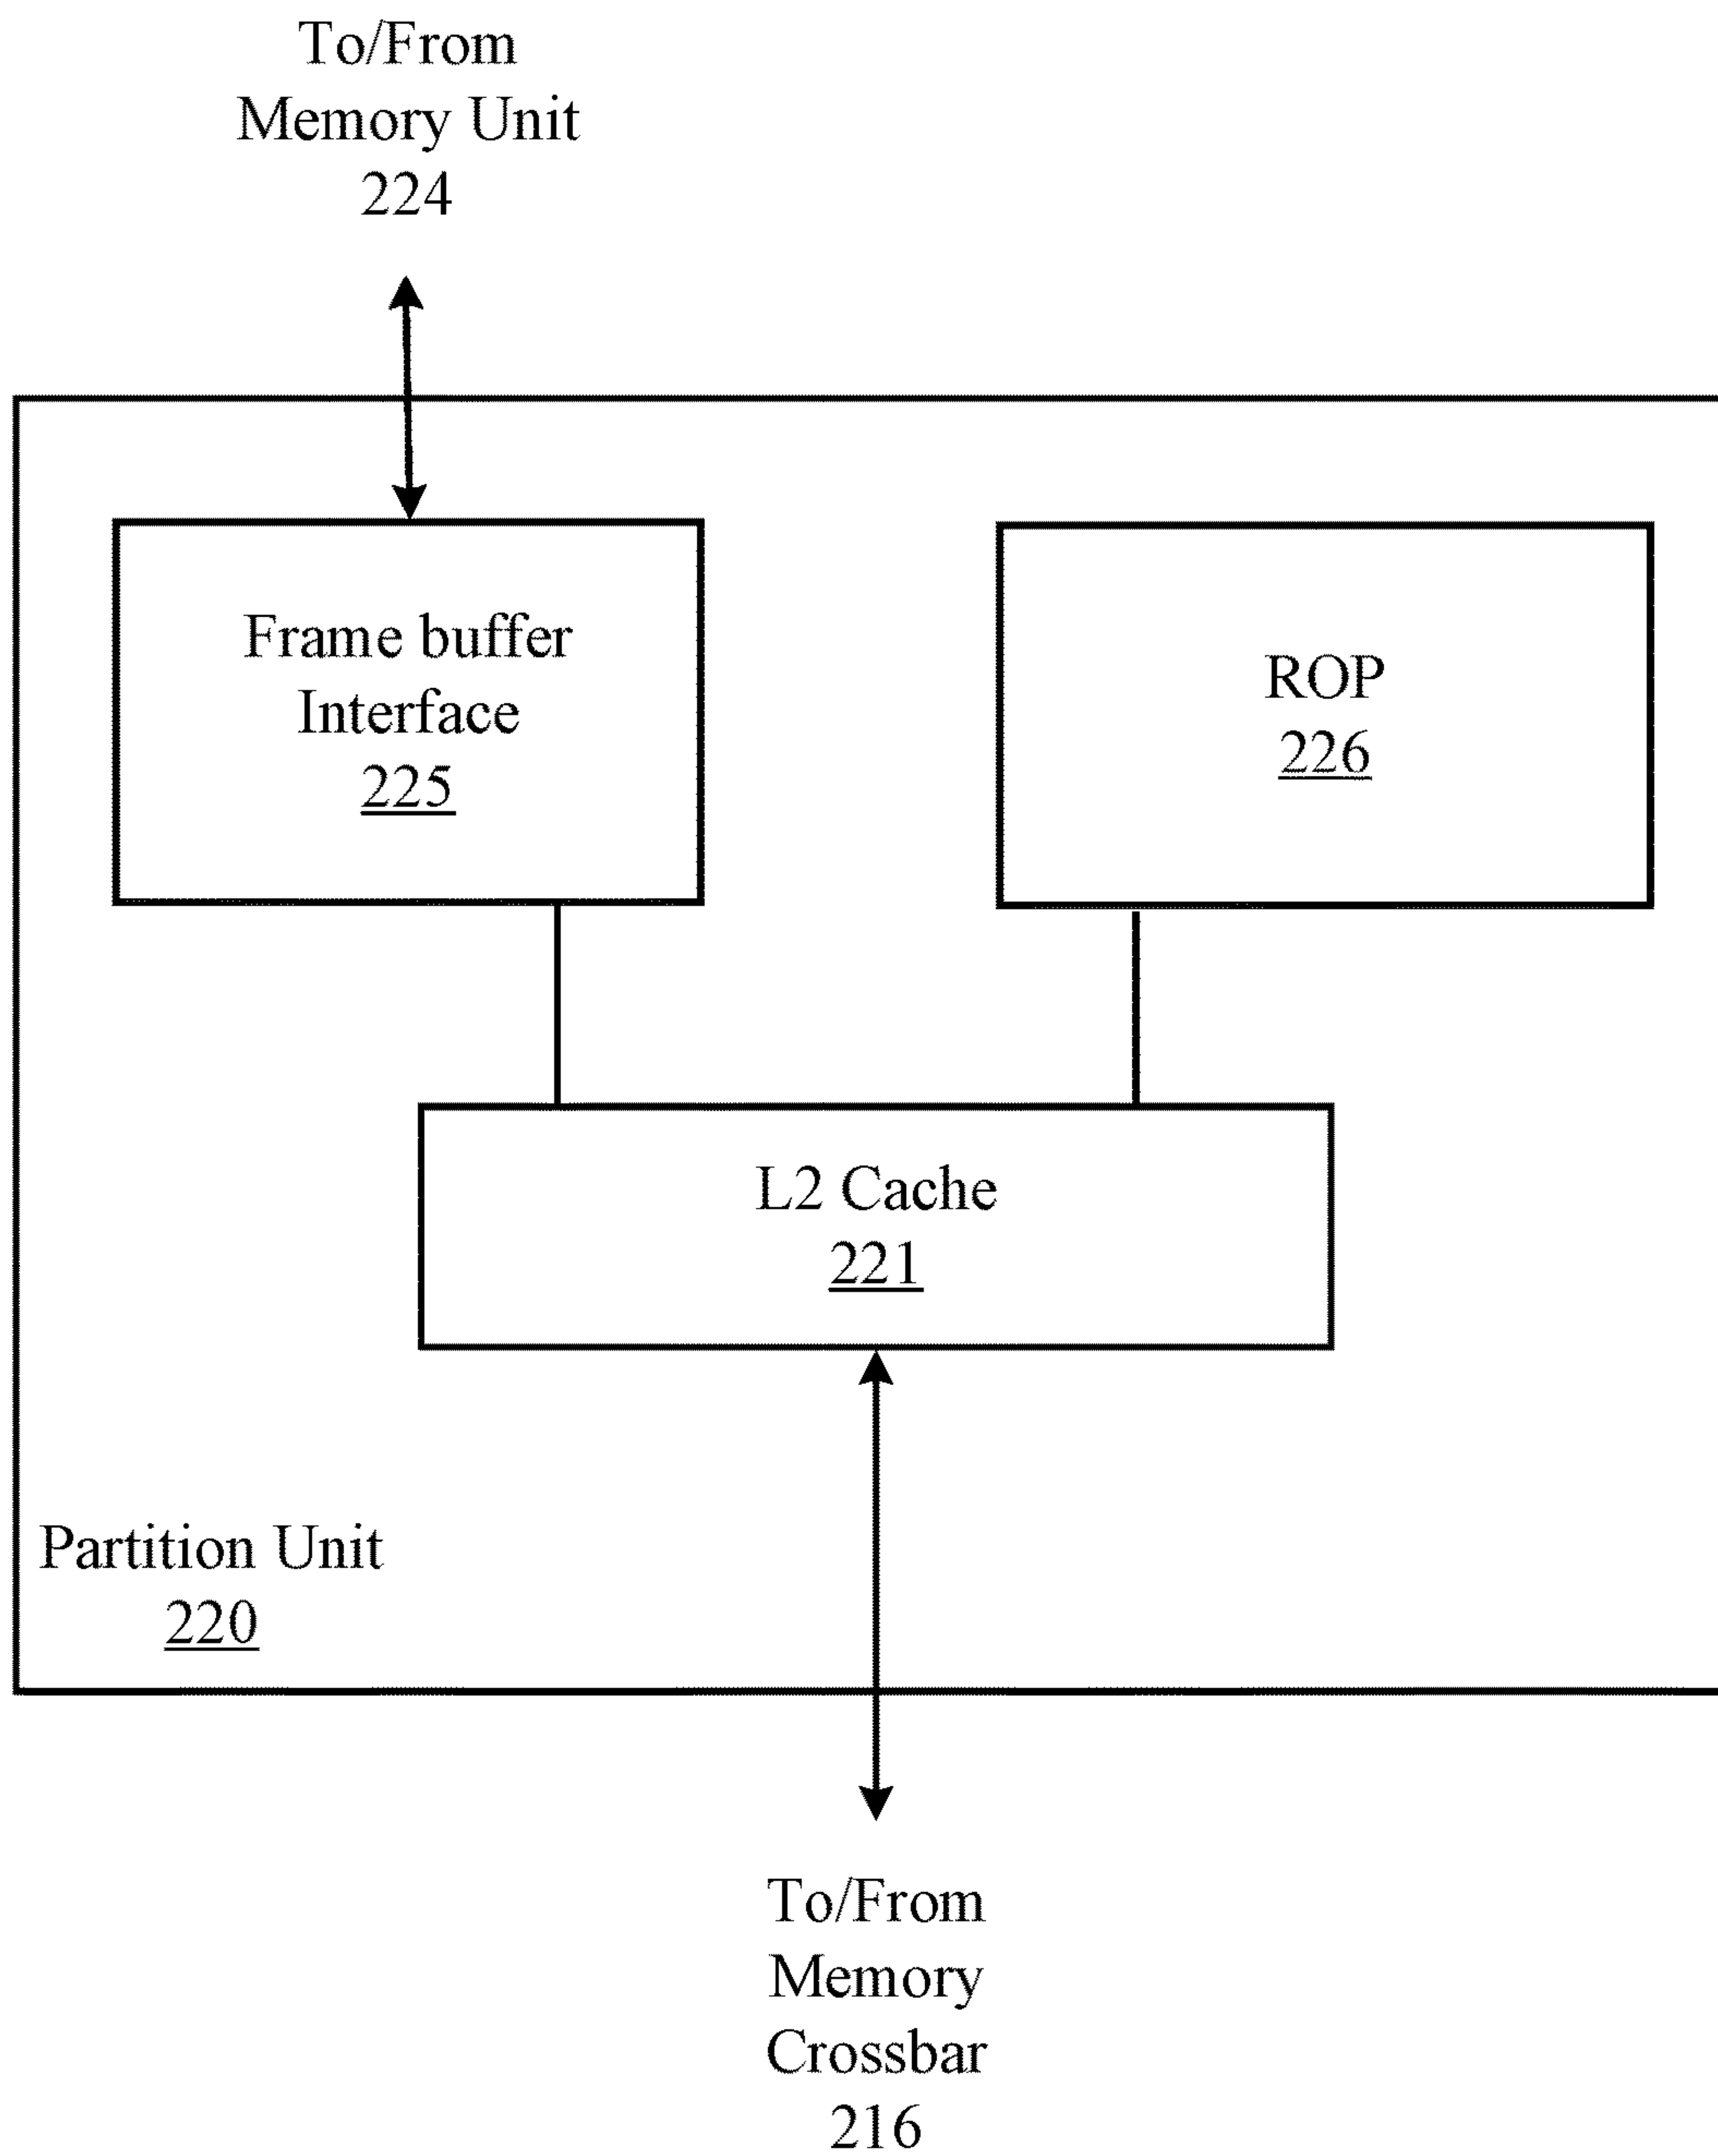 To/From
Memory Unit
224
Frame buffer
Interface
225
ROP
226
L2 Cache
221
Partition Unit
220
To/From
Memory
Crossbar
216